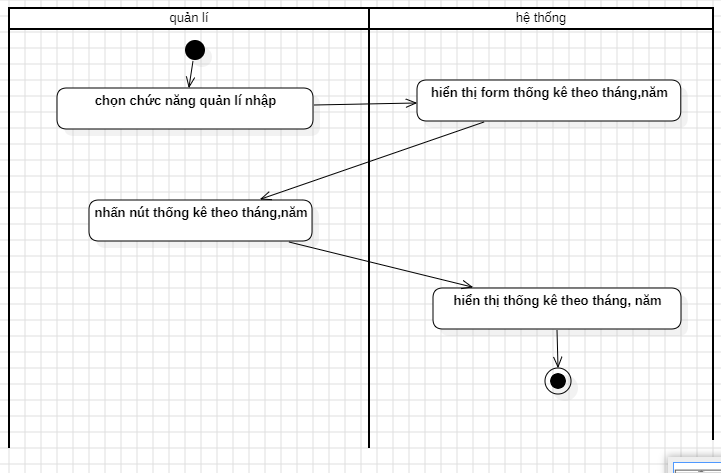 quản lí
hệ thống
chọn chức năng quản lí nhập
hiển thị form thống kê theo tháng,năm
nhấn nút thống kê theo tháng,năm
hiển thị thống kê theo tháng, năm